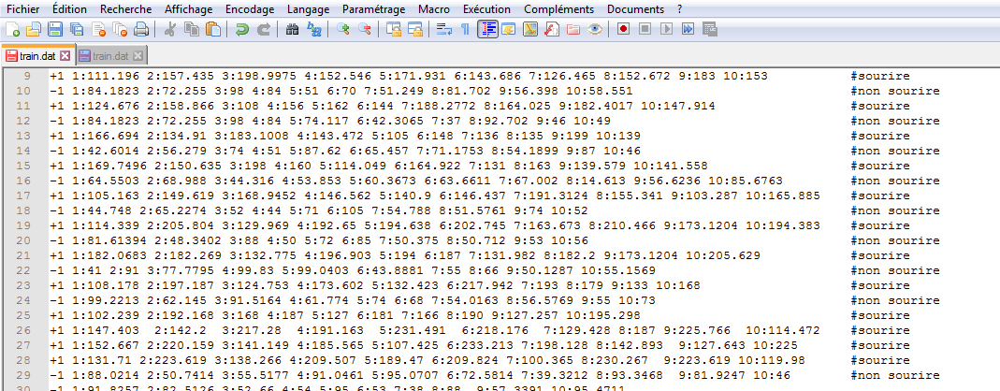 Fichier Édition Recherche Affichage Encodage Langage Paramétrage Macro Exécution Compléments Documents ?
train.dat train.dat
9 +1 1:111.196 2:157.435 3:198.9975 4:152.546 5:171.931 6:143.686 7:126.465 8:152.672 9:183 10:153 #sourire
10 -1 1:84.1823 2:72.255 3:98 4:84 5:51 6:70 7:51.249 8:81.702 9:56.398 10:58.551 #non sourire
11 +1 1:124.676 2:158.866 3:108 4:156 5:162 6:144 7:188.2772 8:164.025 9:182.4017 10:147.914 #sourire
12 -1 1:84.1823 2:72.255 3:98 4:84 5:74.117 6:42.3065 7:37 8:92.702 9:46 10:49 #non sourire
13 +1 1:166.694 2:134.91 3:183.1008 4:143.472 5:105 6:148 7:136 8:135 9:199 10:139 #sourire
14 -1 1:42.6014 2:56.279 3:74 4:51 5:87.62 6:65.457 7:71.1753 8:54.1899 9:87 10:46 #non sourire
15 +1 1:169.7496 2:150.635 3:198 4:160 5:114.049 6:164.922 7:131 8:163 9:139.579 10:141.558 #sourire
16 -1 1:64.5503 2:68.988 3:44.316 4:53.853 5:60.3673 6:63.6611 7:67.002 8:14.613 9:56.6236 10:85.6763 #non sourire
17 +1 1:105.163 2:149.619 3:168.9452 4:146.562 5:140.9 6:146.437 7:191.3124 8:155.341 9:103.287 10:165.885 #sourire
18 -1 1:44.748 2:65.2274 3:52 4:44 5:71 6:105 7:54.788 8:51.5761 9:74 10:52 #non sourire
19 +1 1:114.339 2:205.804 3:129.969 4:192.65 5:194.638 6:202.745 7:163.673 8:210.466 9:173.1204 10:194.383 #sourire
20 -1 1:81.61394 2:48.3402 3:88 4:50 5:72 6:85 7:50.375 8:50.712 9:53 10:56 #non sourire
21 +1 1:182.0683 2:182.269 3:132.775 4:196.903 5:194 6:187 7:131.982 8:182.2 9:173.1204 10:205.629 #sourire
22 -1 1:41 2:91 3:77.7795 4:99.83 5:99.0403 6:43.8881 7:55 8:66 9:50.1287 10:55.1569 #non sourire
23 +1 1:108.178 2:197.187 3:124.753 4:173.602 5:132.423 6:217.942 7:193 8:179 9:133 10:168 #sourire
24 -1 1:99.2213 2:62.145 3:91.5164 4:61.774 5:74 6:68 7:54.0163 8:56.5769 9:55 10:73 #non sourire
25 +1 1:102.239 2:192.168 3:168 4:187 5:127 6:181 7:166 8:190 9:127.257 10:195.298 #sourire
26 +1 1:147.403 2:142.2 3:217.28 4:191.163 5:231.491 6:218.176 7:129.428 8:187 9:225.766 10:114.472 #sourire
27 +1 1:152.667 2:220.159 3:141.149 4:185.565 5:107.425 6:233.213 7:198.128 8:142.893 9:127.643 10:225 #sourire
28 +1 1:131.71 2:223.619 3:138.266 4:209.507 5:189.47 6:209.824 7:100.365 8:230.267 9:223.619 10:119.98 #sourire
29 -1 1:88.0214 2:50.7414 3:55.5177 4:91.0461 5:95.0707 6:72.5814 7:39.3212 8:93.3468 9:81.9247 10:46 #non sourire
30 -1 1:91.8257 2:82.5126 3:52.66 4:54 5:95 6:53 7:38 8:88 9:57.3391 10:95.4711